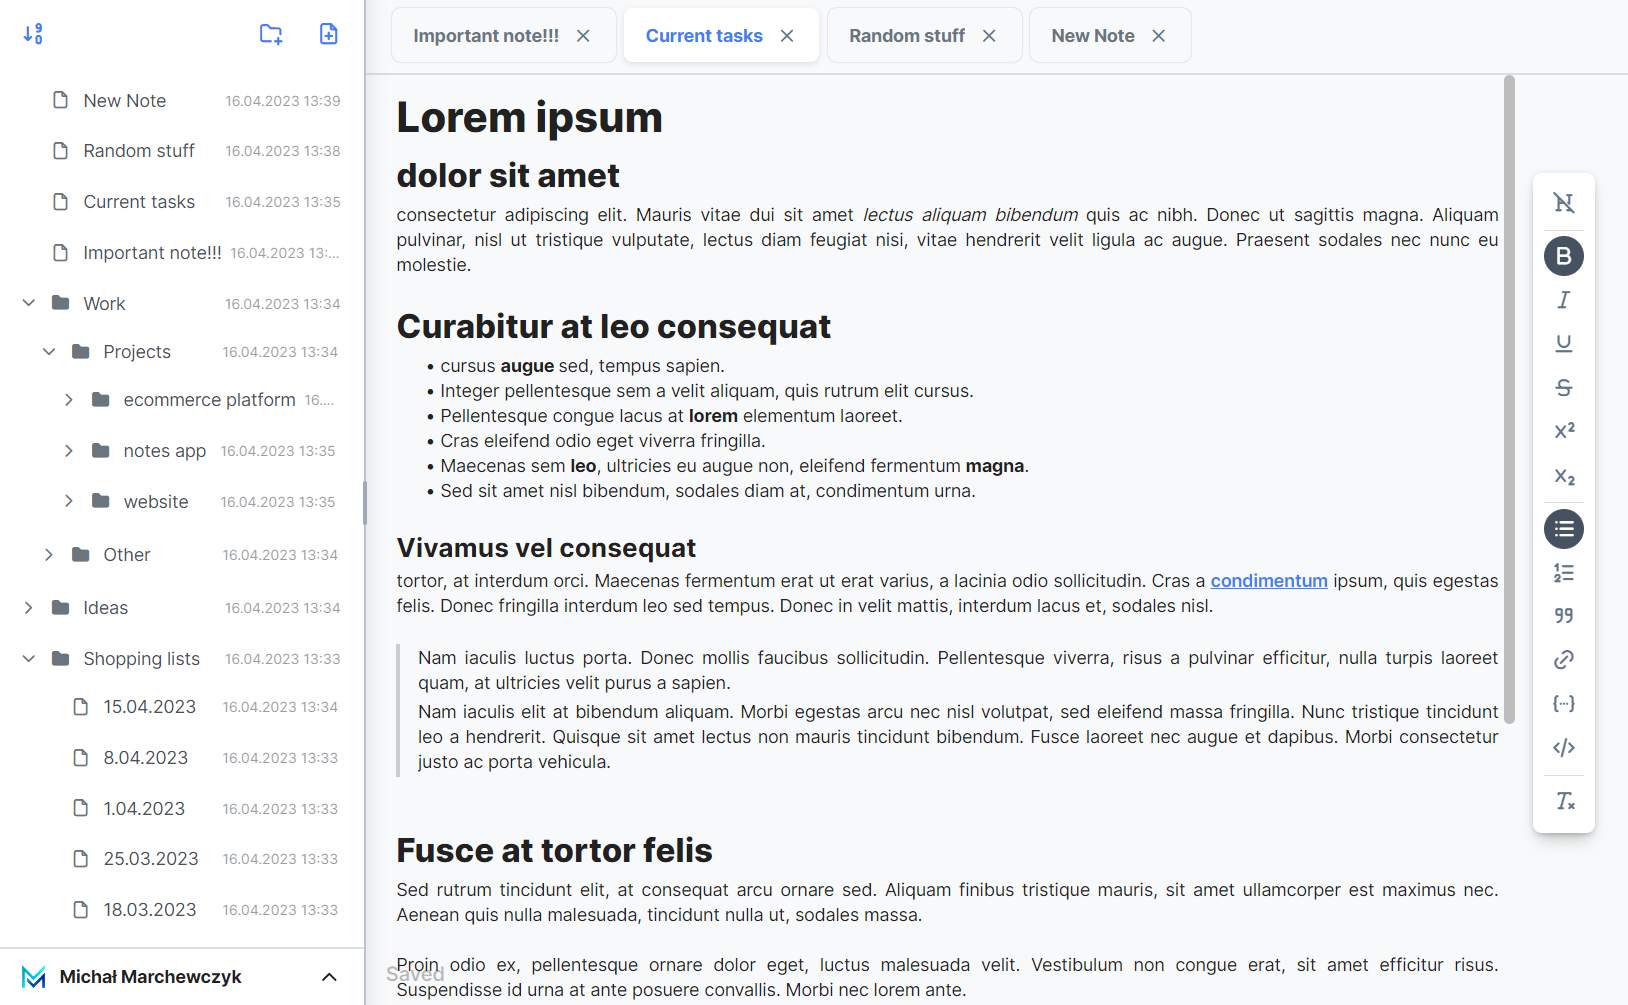 Important note!!!
Current tasks
Random stuff
New Note
New Note 16.04.2023 13:39
Random stuff 16.04.2023 13:38
Current tasks 16.04.2023 13:35
Important note!!! 16.04.2023 13:...
Work 16.04.2023 13:34
Projects 16.04.2023 13:34
ecommerce platform 16....
notes app 16.04.2023 13:35
website 16.04.2023 13:35
Other 16.04.2023 13:34
Ideas 16.04.2023 13:34
Shopping lists 16.04.2023 13:33
15.04.2023 16.04.2023 13:34
8.04.2023 16.04.2023 13:33
1.04.2023 16.04.2023 13:33
25.03.2023 16.04.2023 13:33
18.03.2023 16.04.2023 13:33
Michał Marchewczyk
Lorem ipsum
dolor sit amet
consectetur adipiscing elit. Mauris vitae dui sit amet lectus aliquam bibendum quis ac nibh. Donec ut sagittis magna. Aliquam
pulvinar, nisl ut tristique vulputate, lectus diam feugiat nisi, vitae hendrerit velit ligula ac augue. Praesent sodales nec nunc eu
molestie.
Curabitur at leo consequat
• cursus augue sed, tempus sapien.
• Integer pellentesque sem a velit aliquam, quis rutrum elit cursus.
• Pellentesque congue lacus at lorem elementum laoreet.
• Cras eleifend odio eget viverra fringilla.
• Maecenas sem leo, ultricies eu augue non, eleifend fermentum magna.
• Sed sit amet nisl bibendum, sodales diam at, condimentum urna.
Vivamus vel consequat
tortor, at interdum orci. Maecenas fermentum erat ut erat varius, a lacinia odio sollicitudin. Cras a condimentum ipsum, quis egestas
felis. Donec fringilla interdum leo sed tempus. Donec in velit mattis, interdum lacus et, sodales nisl.
Nam iaculis luctus porta. Donec mollis faucibus sollicitudin. Pellentesque viverra, risus a pulvinar efficitur, nulla turpis laoreet
quam, at ultricies velit purus a sapien.
Nam iaculis elit at bibendum aliquam. Morbi egestas arcu nec nisl volutpat, sed eleifend massa fringilla. Nunc tristique tincidunt
leo a hendrerit. Quisque sit amet lectus non mauris tincidunt bibendum. Fusce laoreet nec augue et dapibus. Morbi consectetur
justo ac porta vehicula.
Fusce at tortor felis
Sed rutrum tincidunt elit, at consequat arcu ornare sed. Aliquam finibus tristique mauris, sit amet ullamcorper est maximus nec.
Aenean quis nulla malesuada, tincidunt nulla ut, sodales massa.
Proin odio ex, pellentesque ornare dolor eget, luctus malesuada velit. Vestibulum non congue erat, sit amet efficitur risus.
Saved
Suspendisse id urna at ante posuere convallis. Morbi nec lorem ante.